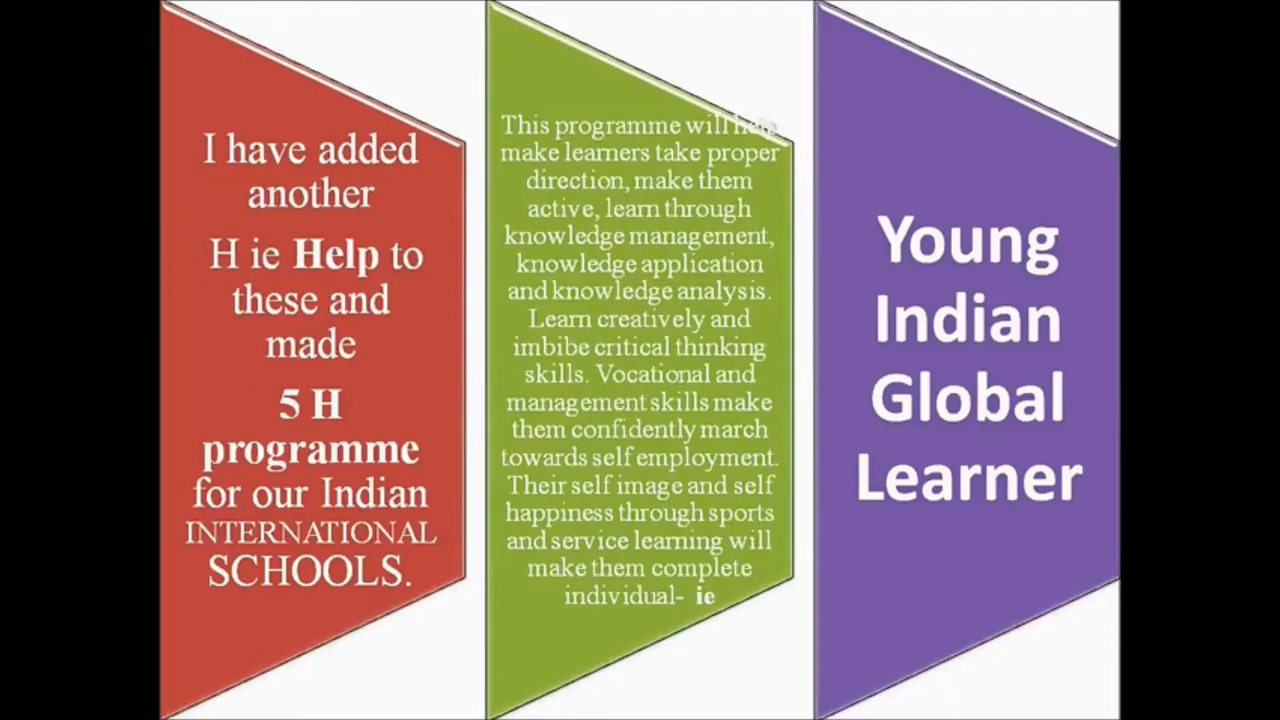 I have added
another
H ie Help to
these and
made
5 H
programme
for our Indian
INTERNATIONAL
SCHOOLS.
This programme will help
make learners take proper
direction, make them
active, learn through
knowledge management,
knowledge application
and knowledge analysis.
Learn creatively and
imbibe critical thinking
skills. Vocational and
management skills make
them confidently march
towards self employment.
Their self image and self
happiness through sports
and service learning will
make them complete
individual- ie
Young
Indian
Global
Learner